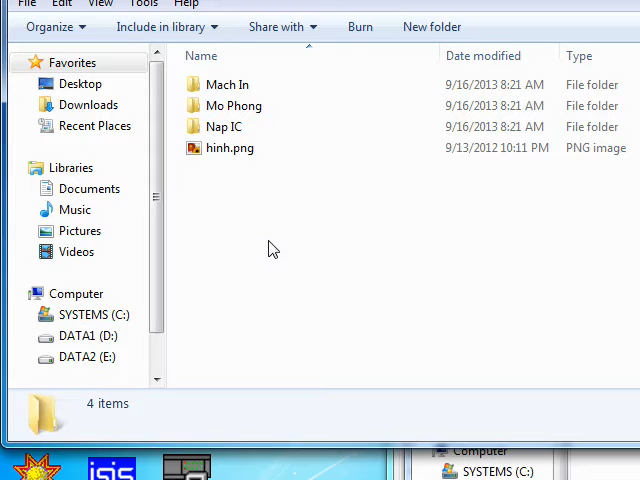 File Edit View Tools Help
Organize Include in library Share with Burn New folder
Name Date modified Type
Favorites
Desktop
Downloads
Recent Places
Libraries
Documents
Music
Pictures
Videos
Computer
SYSTEMS (C:)
DATA1 (D:)
DATA2 (E:)
Mach In 9/16/2013 8:21 AM File folder
Mo Phong 9/16/2013 8:21 AM File folder
Nap IC 9/16/2013 8:21 AM File folder
hinh.png 9/13/2012 10:11 PM PNG image
4 items
isis
Computer
SYSTEMS (C:)